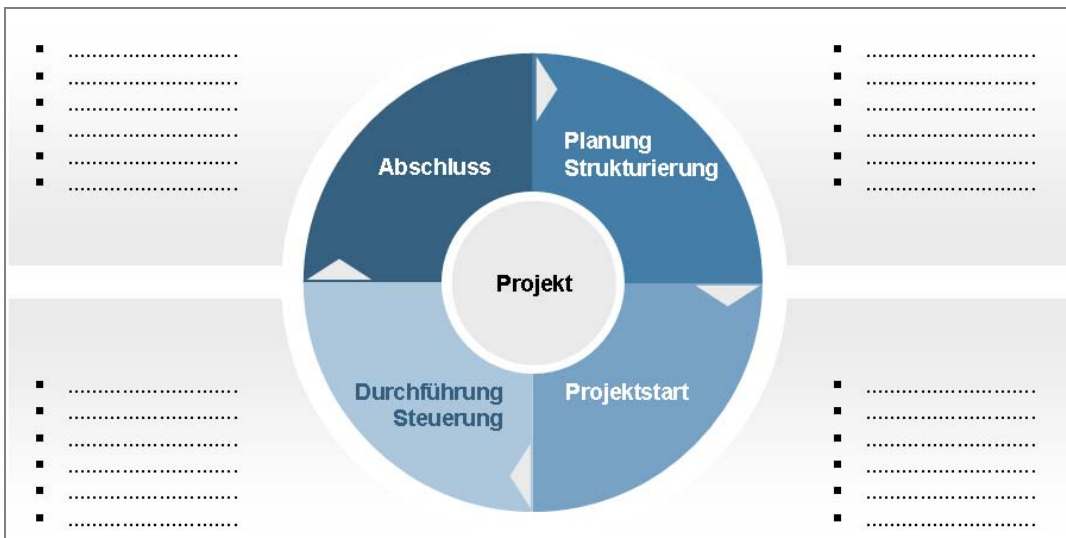 Planung
Strukturierung
Abschluss
Projekt
Durchführung
Steuerung
Projektstart